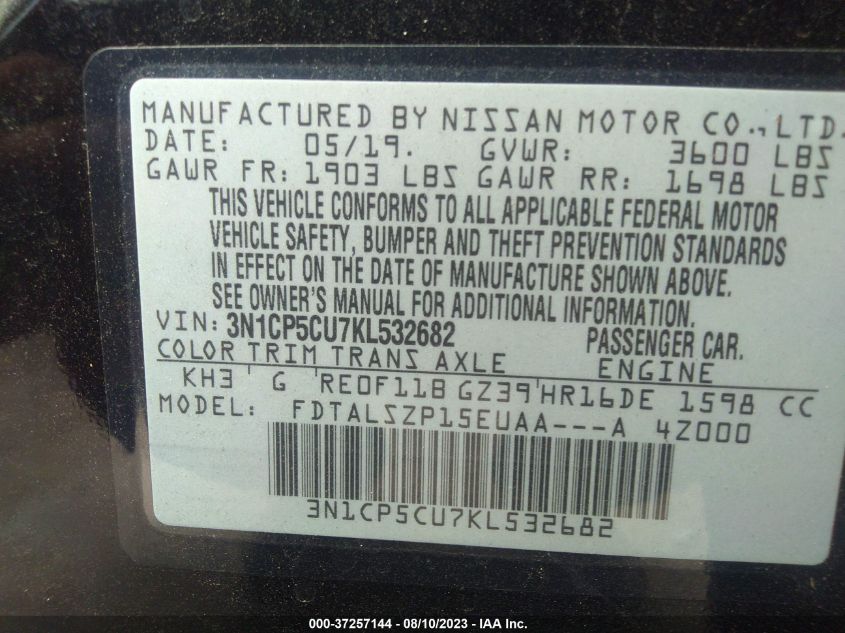 MANUFACTURED BY NISSAN MOTOR CO., LTD.
DATE: 05/19. GVWR: 3600 LBS
GAWR FR: 1903 LBS GAWR RR: 1698 LBS
THIS VEHICLE CONFORMS TO ALL APPLICABLE FEDERAL MOTOR
VEHICLE SAFETY, BUMPER AND THEFT PREVENTION STANDARDS
IN EFFECT ON THE DATE OF MANUFACTURE SHOWN ABOVE.
SEE OWNER'S MANUAL FOR ADDITIONAL INFORMATION.
VIN: 3N1CP5CU7KL532682 PASSENGER CAR.
COLOR TRIM TRANS AXLE ENGINE
KH3 G RE0F11B GZ39 HR16DE 1598 CC
MODEL: FDTALSZP15EUAA---A 4Z000
3N1CP5CU7KL532682
000-37257144 — 08/10/2023 — IAA Inc.